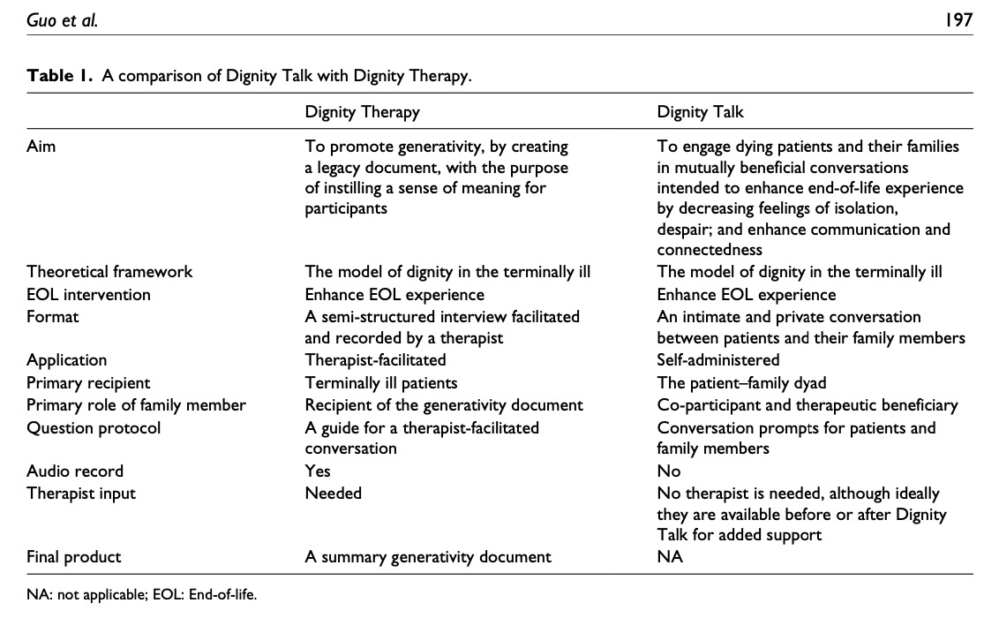 Guo et al. 197
Table 1. A comparison of Dignity Talk with Dignity Therapy.
Dignity Therapy Dignity Talk
Aim To promote generativity, by creating To engage dying patients and their families
a legacy document, with the purpose in mutually beneficial conversations
of instilling a sense of meaning for intended to enhance end-of-life experience
participants by decreasing feelings of isolation,
despair; and enhance communication and
connectedness
Theoretical framework The model of dignity in the terminally ill The model of dignity in the terminally ill
EOL intervention Enhance EOL experience Enhance EOL experience
Format A semi-structured interview facilitated An intimate and private conversation
and recorded by a therapist between patients and their family members
Application Therapist-facilitated Self-administered
Primary recipient Terminally ill patients The patient–family dyad
Primary role of family member Recipient of the generativity document Co-participant and therapeutic beneficiary
Question protocol A guide for a therapist-facilitated Conversation prompts for patients and
conversation family members
Audio record Yes No
Therapist input Needed No therapist is needed, although ideally
they are available before or after Dignity
Talk for added support
Final product A summary generativity document NA
NA: not applicable; EOL: End-of-life.